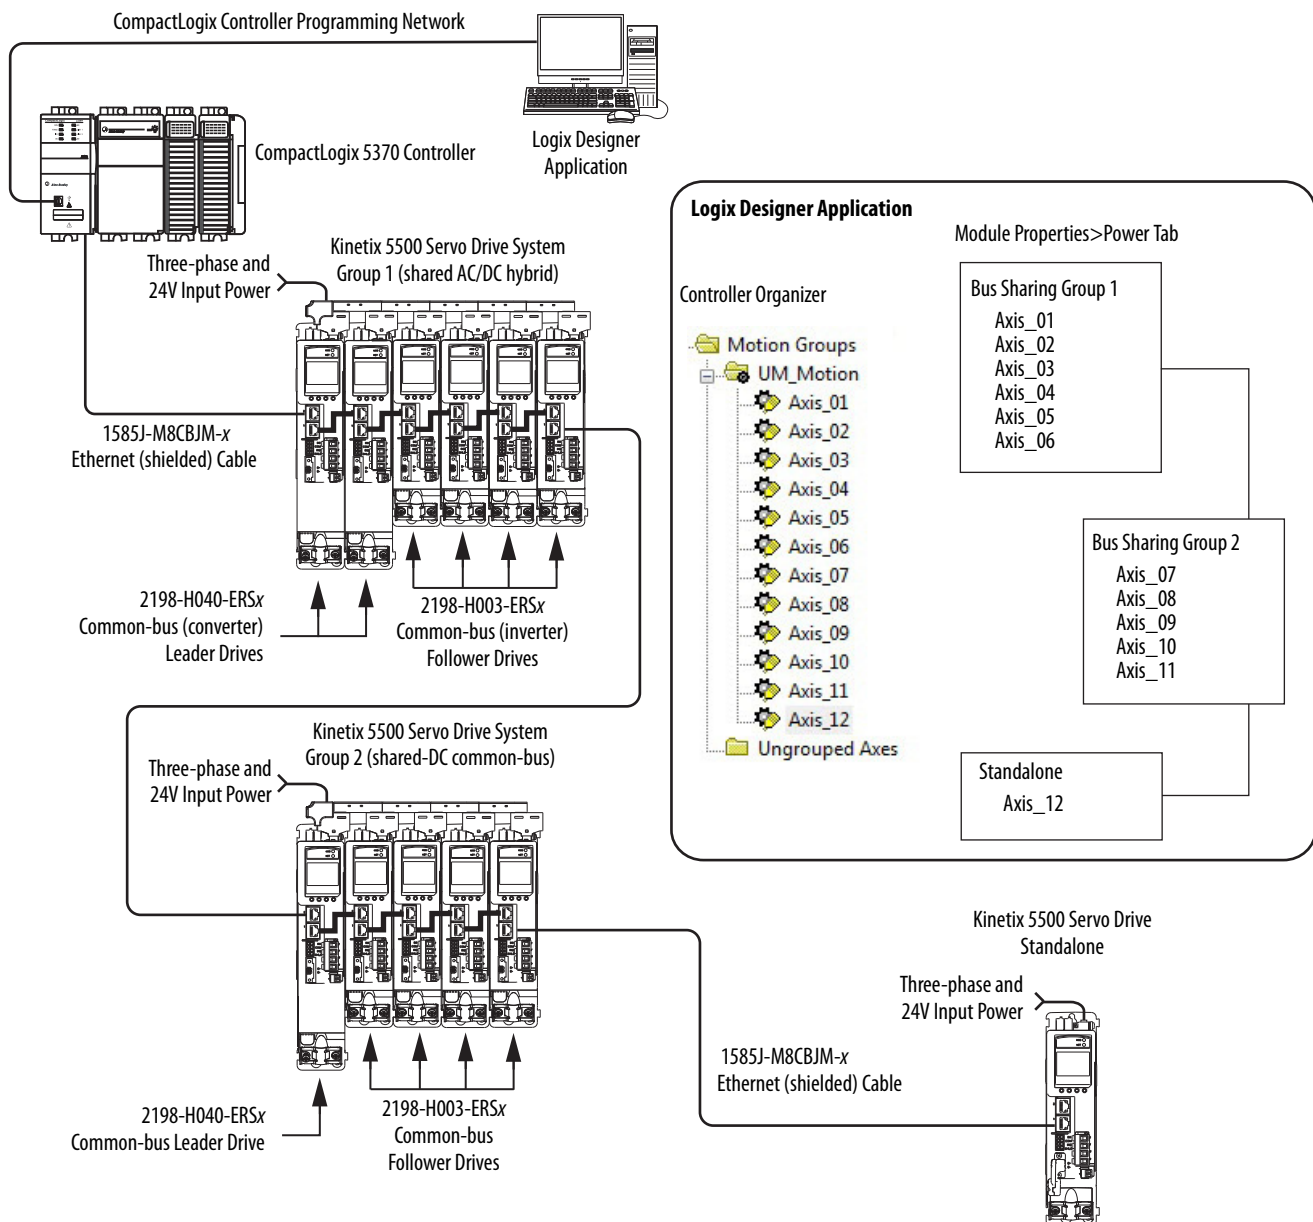 CompactLogix Controller Programming Network
Logix Designer
Application
CompactLogix 5370 Controller
Kinetix 5500 Servo Drive System
Group 1 (shared AC/DC hybrid)
Three-phase and
24V Input Power
1585J-M8CBJM-x
Ethernet (shielded) Cable
2198-H040-ERSx
Common-bus (converter)
Leader Drives
2198-H003-ERSx
Common-bus (inverter)
Follower Drives
Logix Designer Application
Module Properties>Power Tab
Controller Organizer
Motion Groups
UM_Motion
Axis_01
Axis_02
Axis_03
Axis_04
Axis_05
Axis_06
Axis_07
Axis_08
Axis_09
Axis_10
Axis_11
Axis_12
Ungrouped Axes
Bus Sharing Group 1
Axis_01
Axis_02
Axis_03
Axis_04
Axis_05
Axis_06
Bus Sharing Group 2
Axis_07
Axis_08
Axis_09
Axis_10
Axis_11
Standalone
Axis_12
Kinetix 5500 Servo Drive System
Group 2 (shared-DC common-bus)
Three-phase and
24V Input Power
2198-H040-ERSx
Common-bus Leader Drive
2198-H003-ERSx
Common-bus
Follower Drives
Kinetix 5500 Servo Drive
Standalone
Three-phase and
24V Input Power
1585J-M8CBJM-x
Ethernet (shielded) Cable